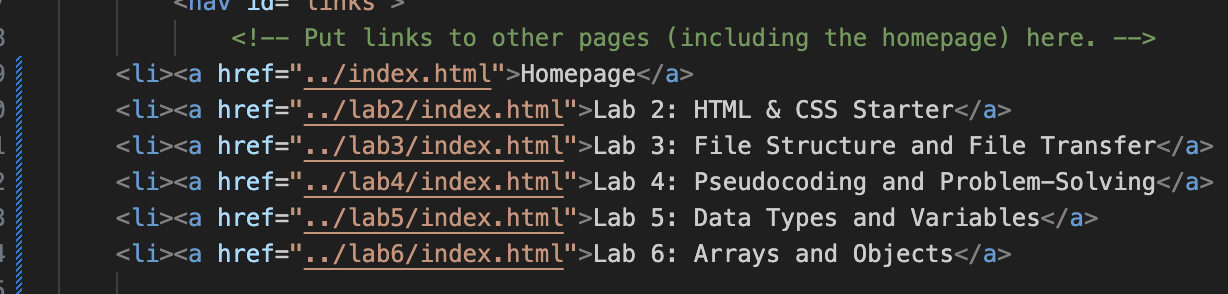 <nav id="links">
<!-- Put links to other pages (including the homepage) here. -->
<li><a href="../index.html">Homepage</a>
<li><a href="../lab2/index.html">Lab 2: HTML & CSS Starter</a>
<li><a href="../lab3/index.html">Lab 3: File Structure and File Transfer</a>
<li><a href="../lab4/index.html">Lab 4: Pseudocoding and Problem-Solving</a>
<li><a href="../lab5/index.html">Lab 5: Data Types and Variables</a>
<li><a href="../lab6/index.html">Lab 6: Arrays and Objects</a>